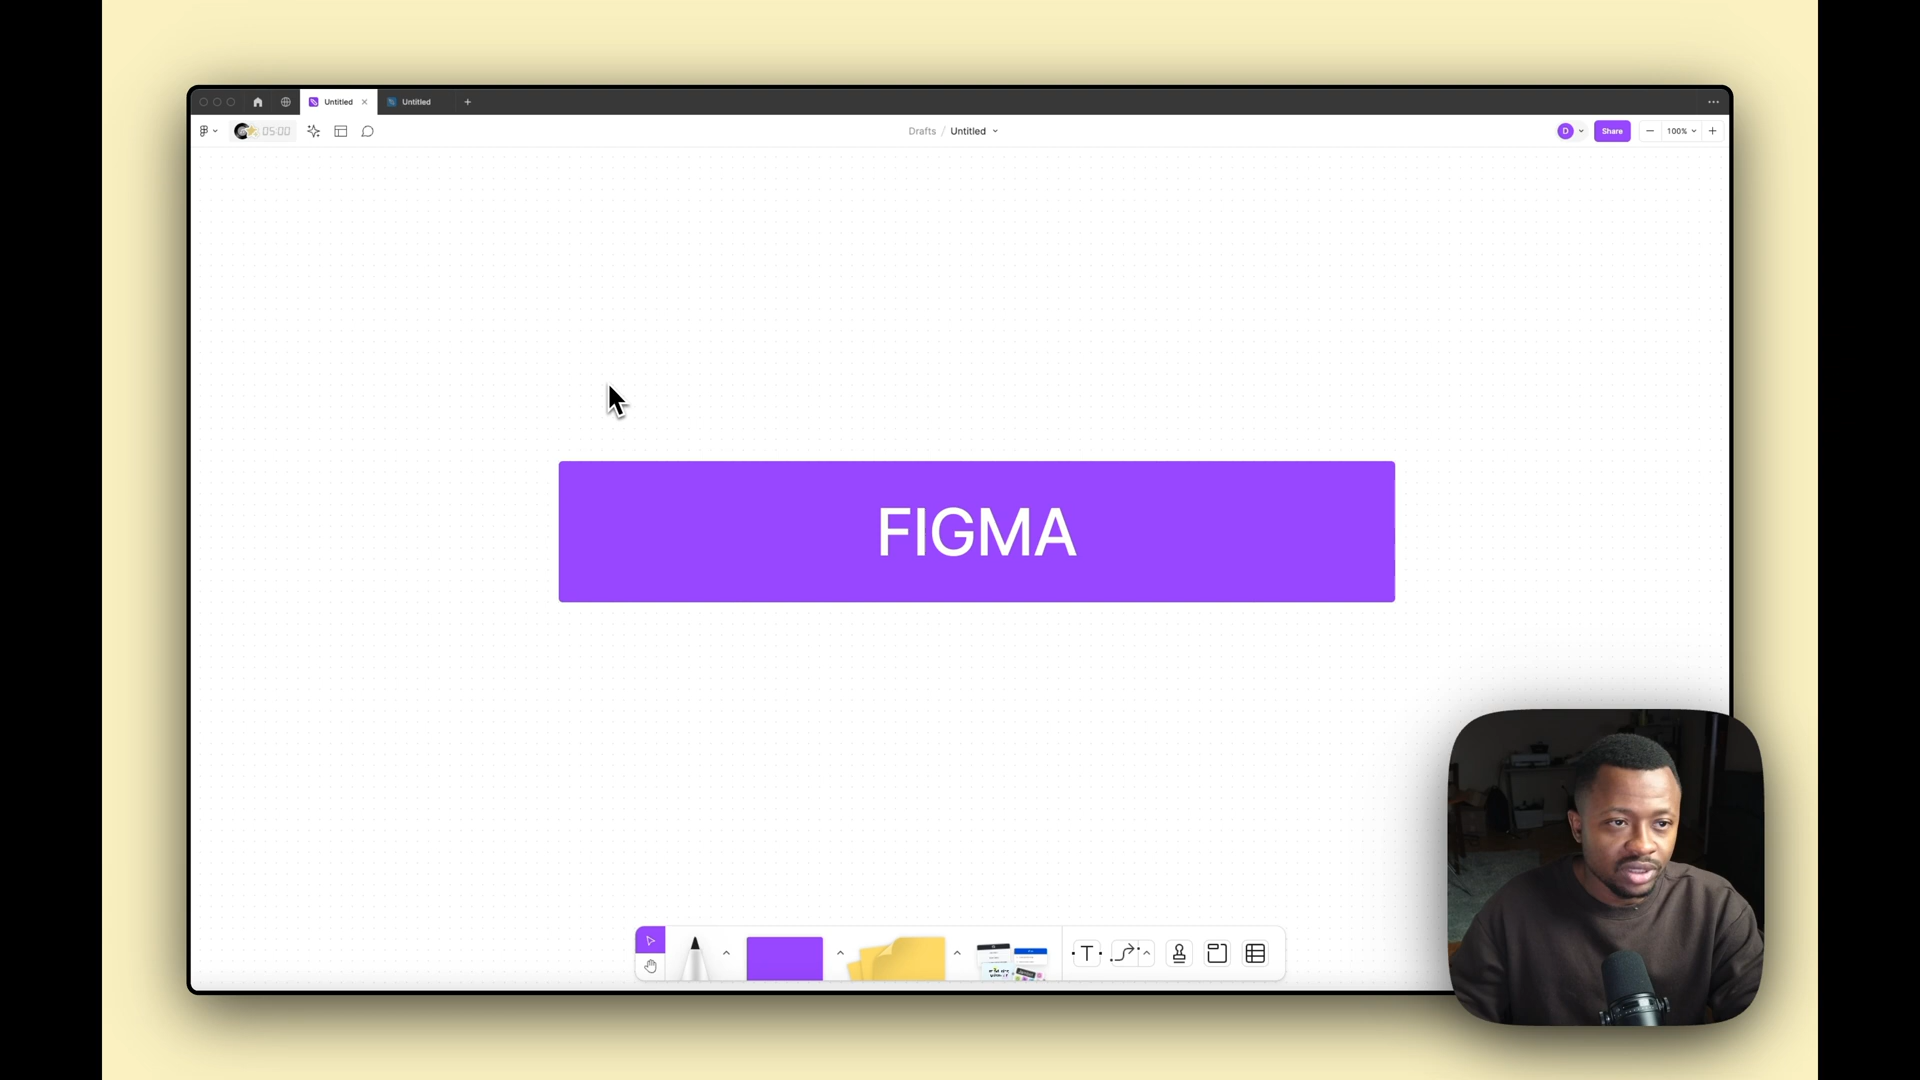 Untitled
Untitled
05:00
Drafts / Untitled
D
Share
100%
FIGMA
T